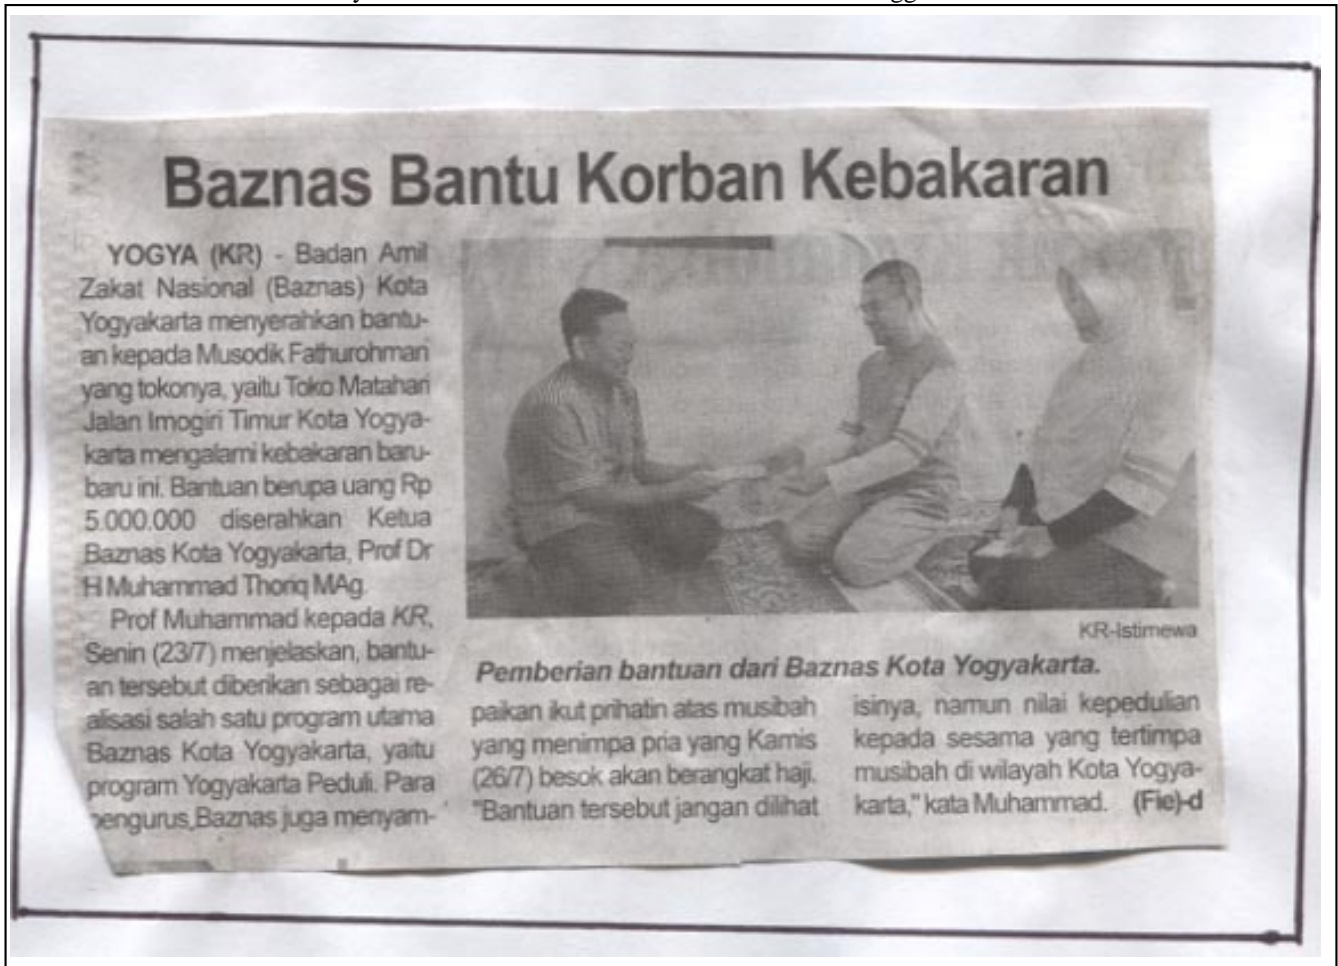 Baznas Bantu Korban Kebakaran
YOGYA (KR) - Badan Amil
Zakat Nasional (Baznas) Kota
Yogyakarta menyerahkan bantu-
an kepada Musodik Fathurohman
yang tokonya, yaitu Toko Matahari
Jalan Imogiri Timur Kota Yogya-
karta mengalami kebakaran baru-
baru ini. Bantuan berupa uang Rp
5.000.000 diserahkan Ketua
Baznas Kota Yogyakarta, Prof Dr
H Muhammad Thoriq MAg.
Prof Muhammad kepada KR,
Senin (23/7) menjelaskan, bantu-
an tersebut diberikan sebagai re-
alisasi salah satu program utama
Baznas Kota Yogyakarta, yaitu
program Yogyakarta Peduli. Para
pengurus Baznas juga menyam-
KR-Istimewa
Pemberian bantuan dari Baznas Kota Yogyakarta.
paikan ikut prihatin atas musibah
yang menimpa pria yang Kamis
(26/7) besok akan berangkat haji.
"Bantuan tersebut jangan dilihat
isinya, namun nilai kepedulian
kepada sesama yang tertimpa
musibah di wilayah Kota Yogya-
karta," kata Muhammad. (Fie)-d